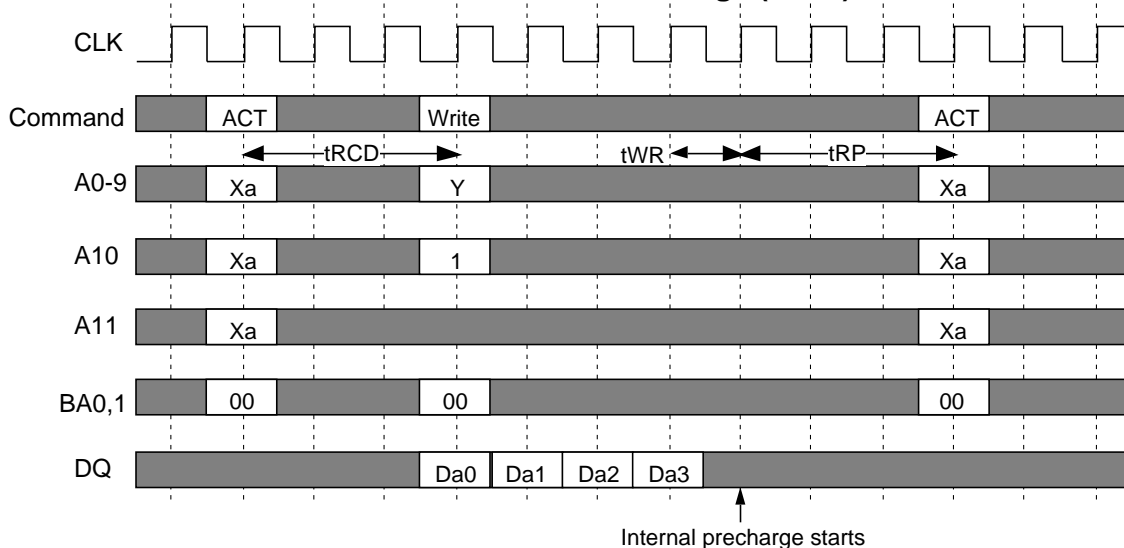 CLK
Command ACT Write ACT
tRCD tWR tRP
A0-9 Xa Y Xa
A10 Xa 1 Xa
A11 Xa Xa
BA0,1 00 00 00
DQ Da0 Da1 Da2 Da3
Internal precharge starts